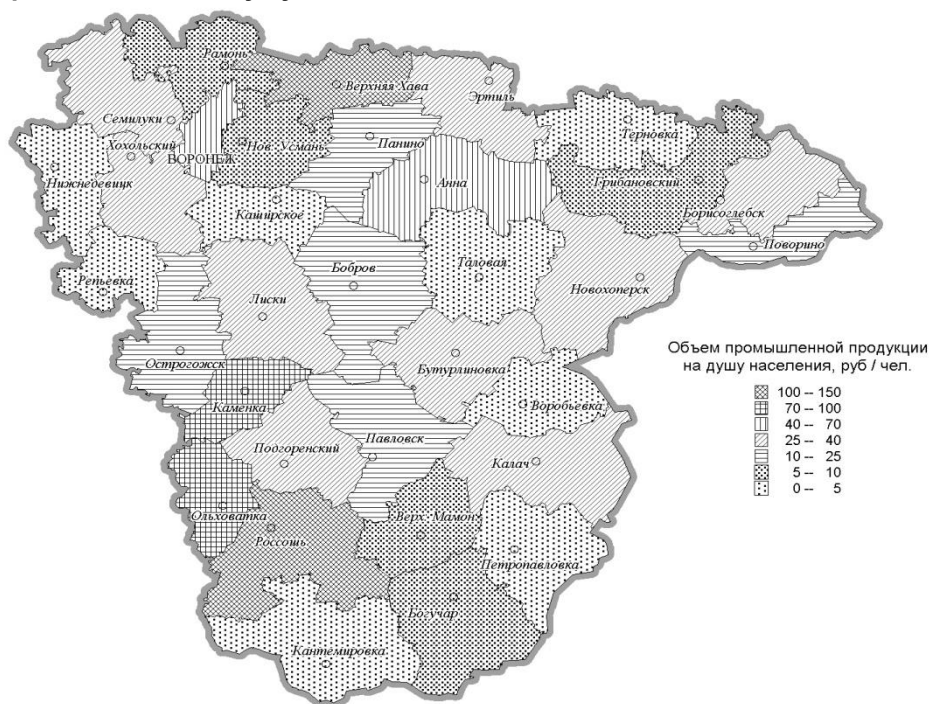 Рамонь
Верхняя Хава
Эртиль
Семилуки
Терновка
Хохольский
Нов. Усмань
Панино
ВОРОНЕЖ
Нижнедевицк
Анна
Грибановский
Каширское
Борисоглебск
Поворино
Бобров
Таловая
Репьевка
Новохоперск
Лиски
Острогожск
Бутурлиновка
Объем промышленной продукции
на душу населения, руб / чел.
100 -- 150
70 -- 100
40 -- 70
25 -- 40
10 -- 25
5 -- 10
0 -- 5
Каменка
Воробьевка
Подгоренский
Павловск
Калач
Ольховатка
Россошь
Верх. Мамон
Петропавловка
Богучар
Кантемировка